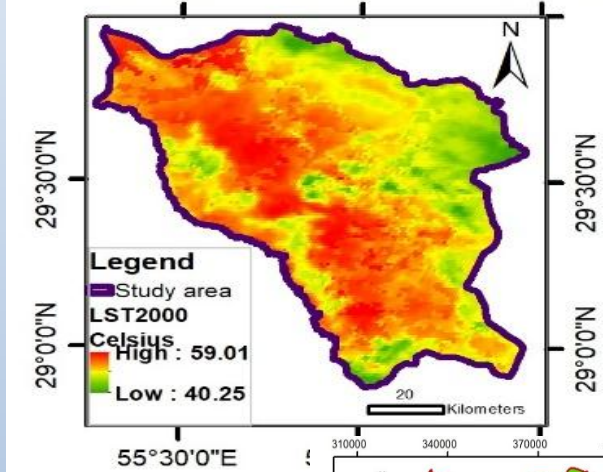 N
29°30'0"N
29°30'0"N
Legend
Study area
LST2000
Celsius
High : 59.01
Low : 40.25
29°0'0"N
29°0'0"N
20
Kilometers
55°30'0"E
310000
340000
370000